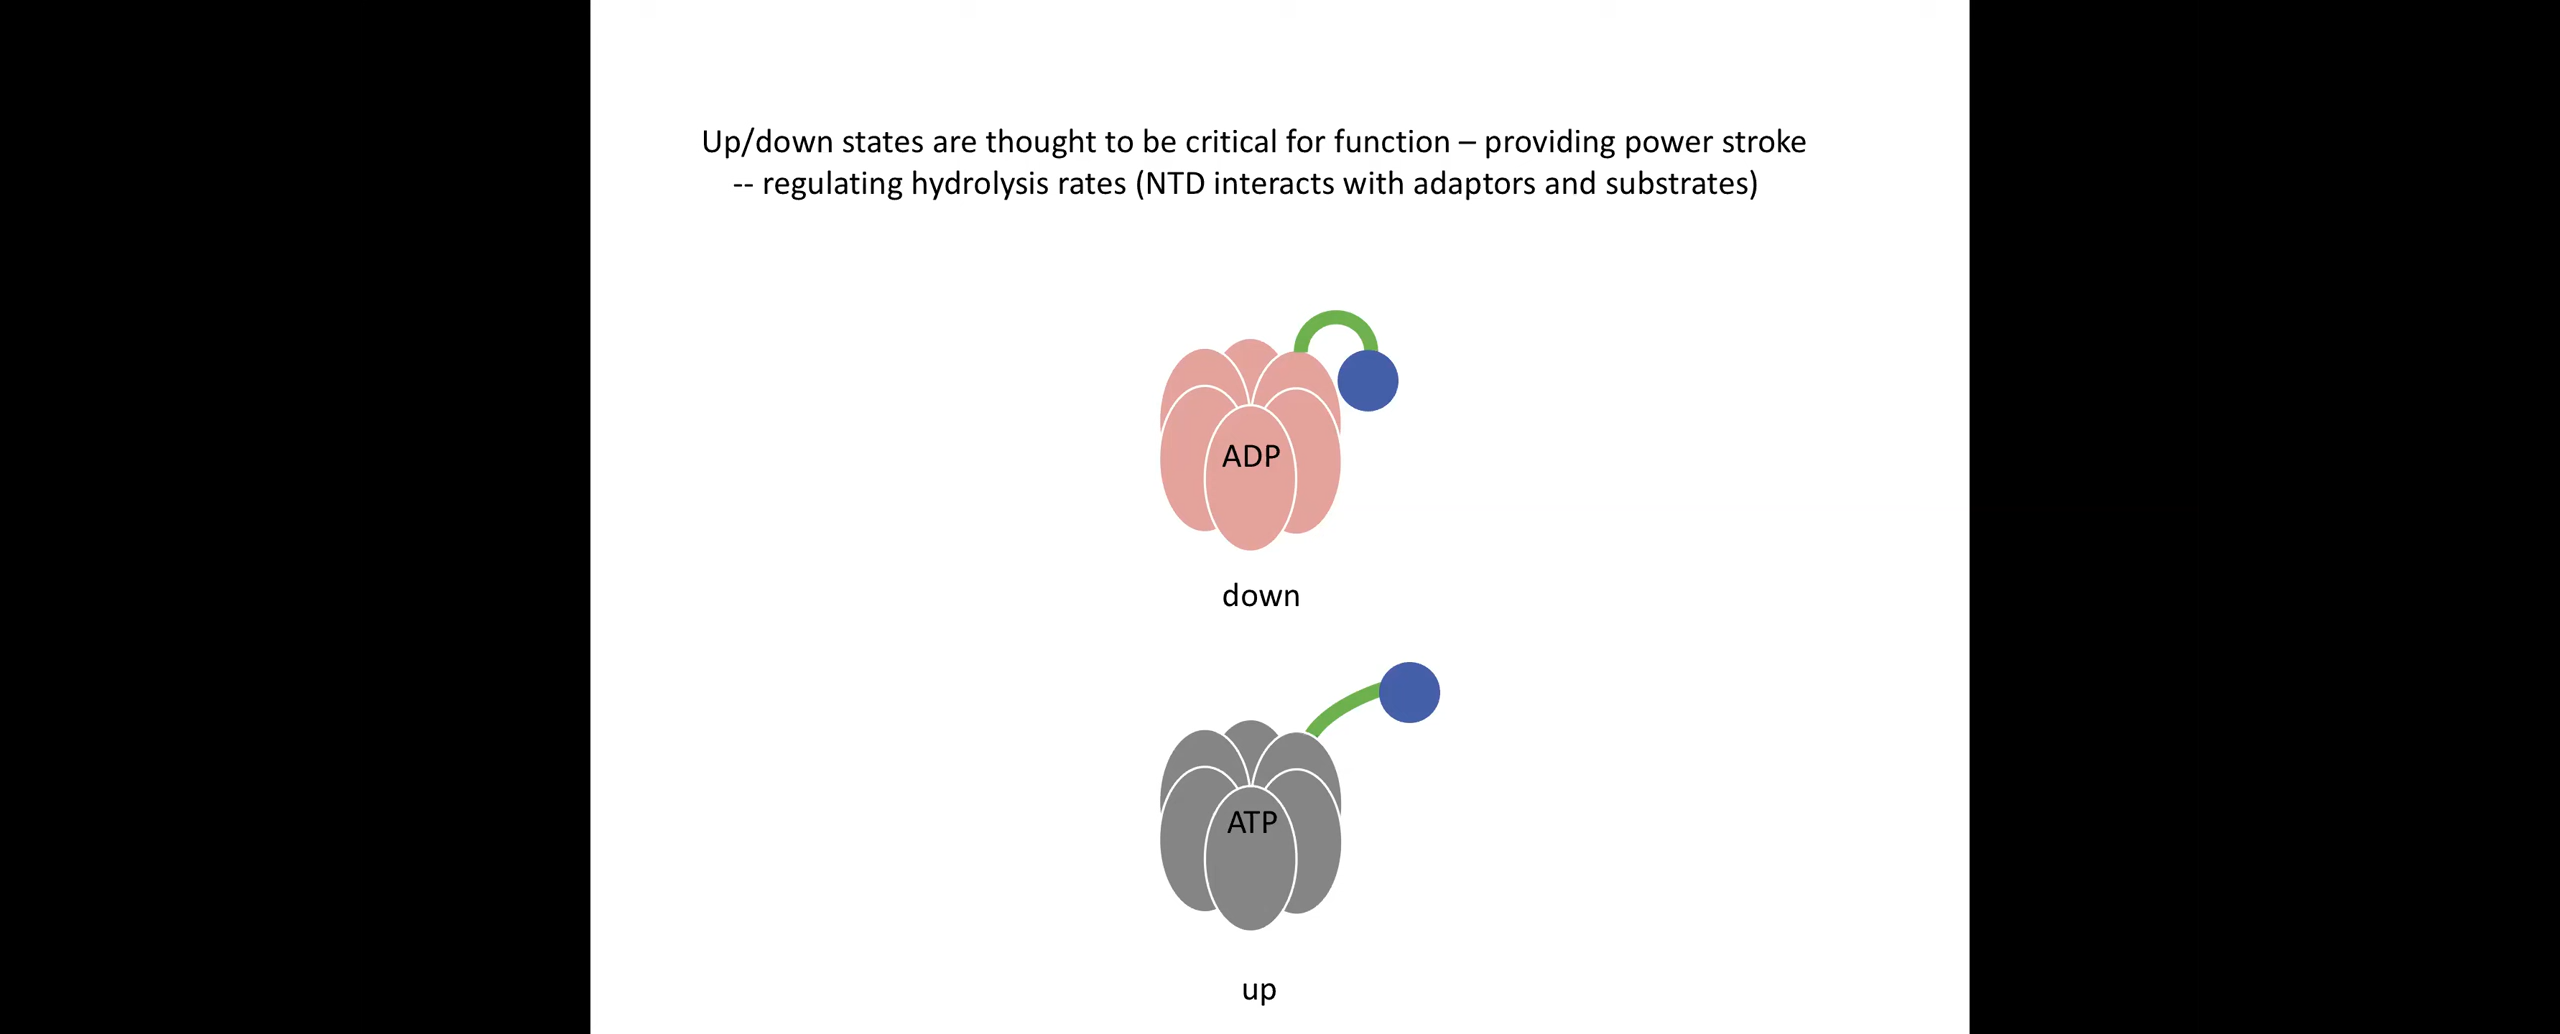 Up/down states are thought to be critical for function – providing power stroke
-- regulating hydrolysis rates (NTD interacts with adaptors and substrates)
ADP
down
ATP
up